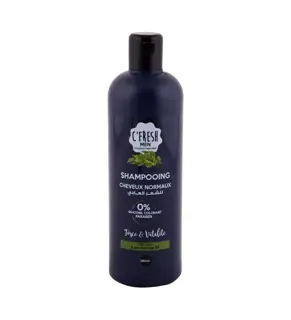 C'FRESH
MEN
SHAMPOOING
CHEVEUX NORMAUX
للشعر العادي
0%
SILICONE, COLORANT
PARABEN
Force & Vitalité